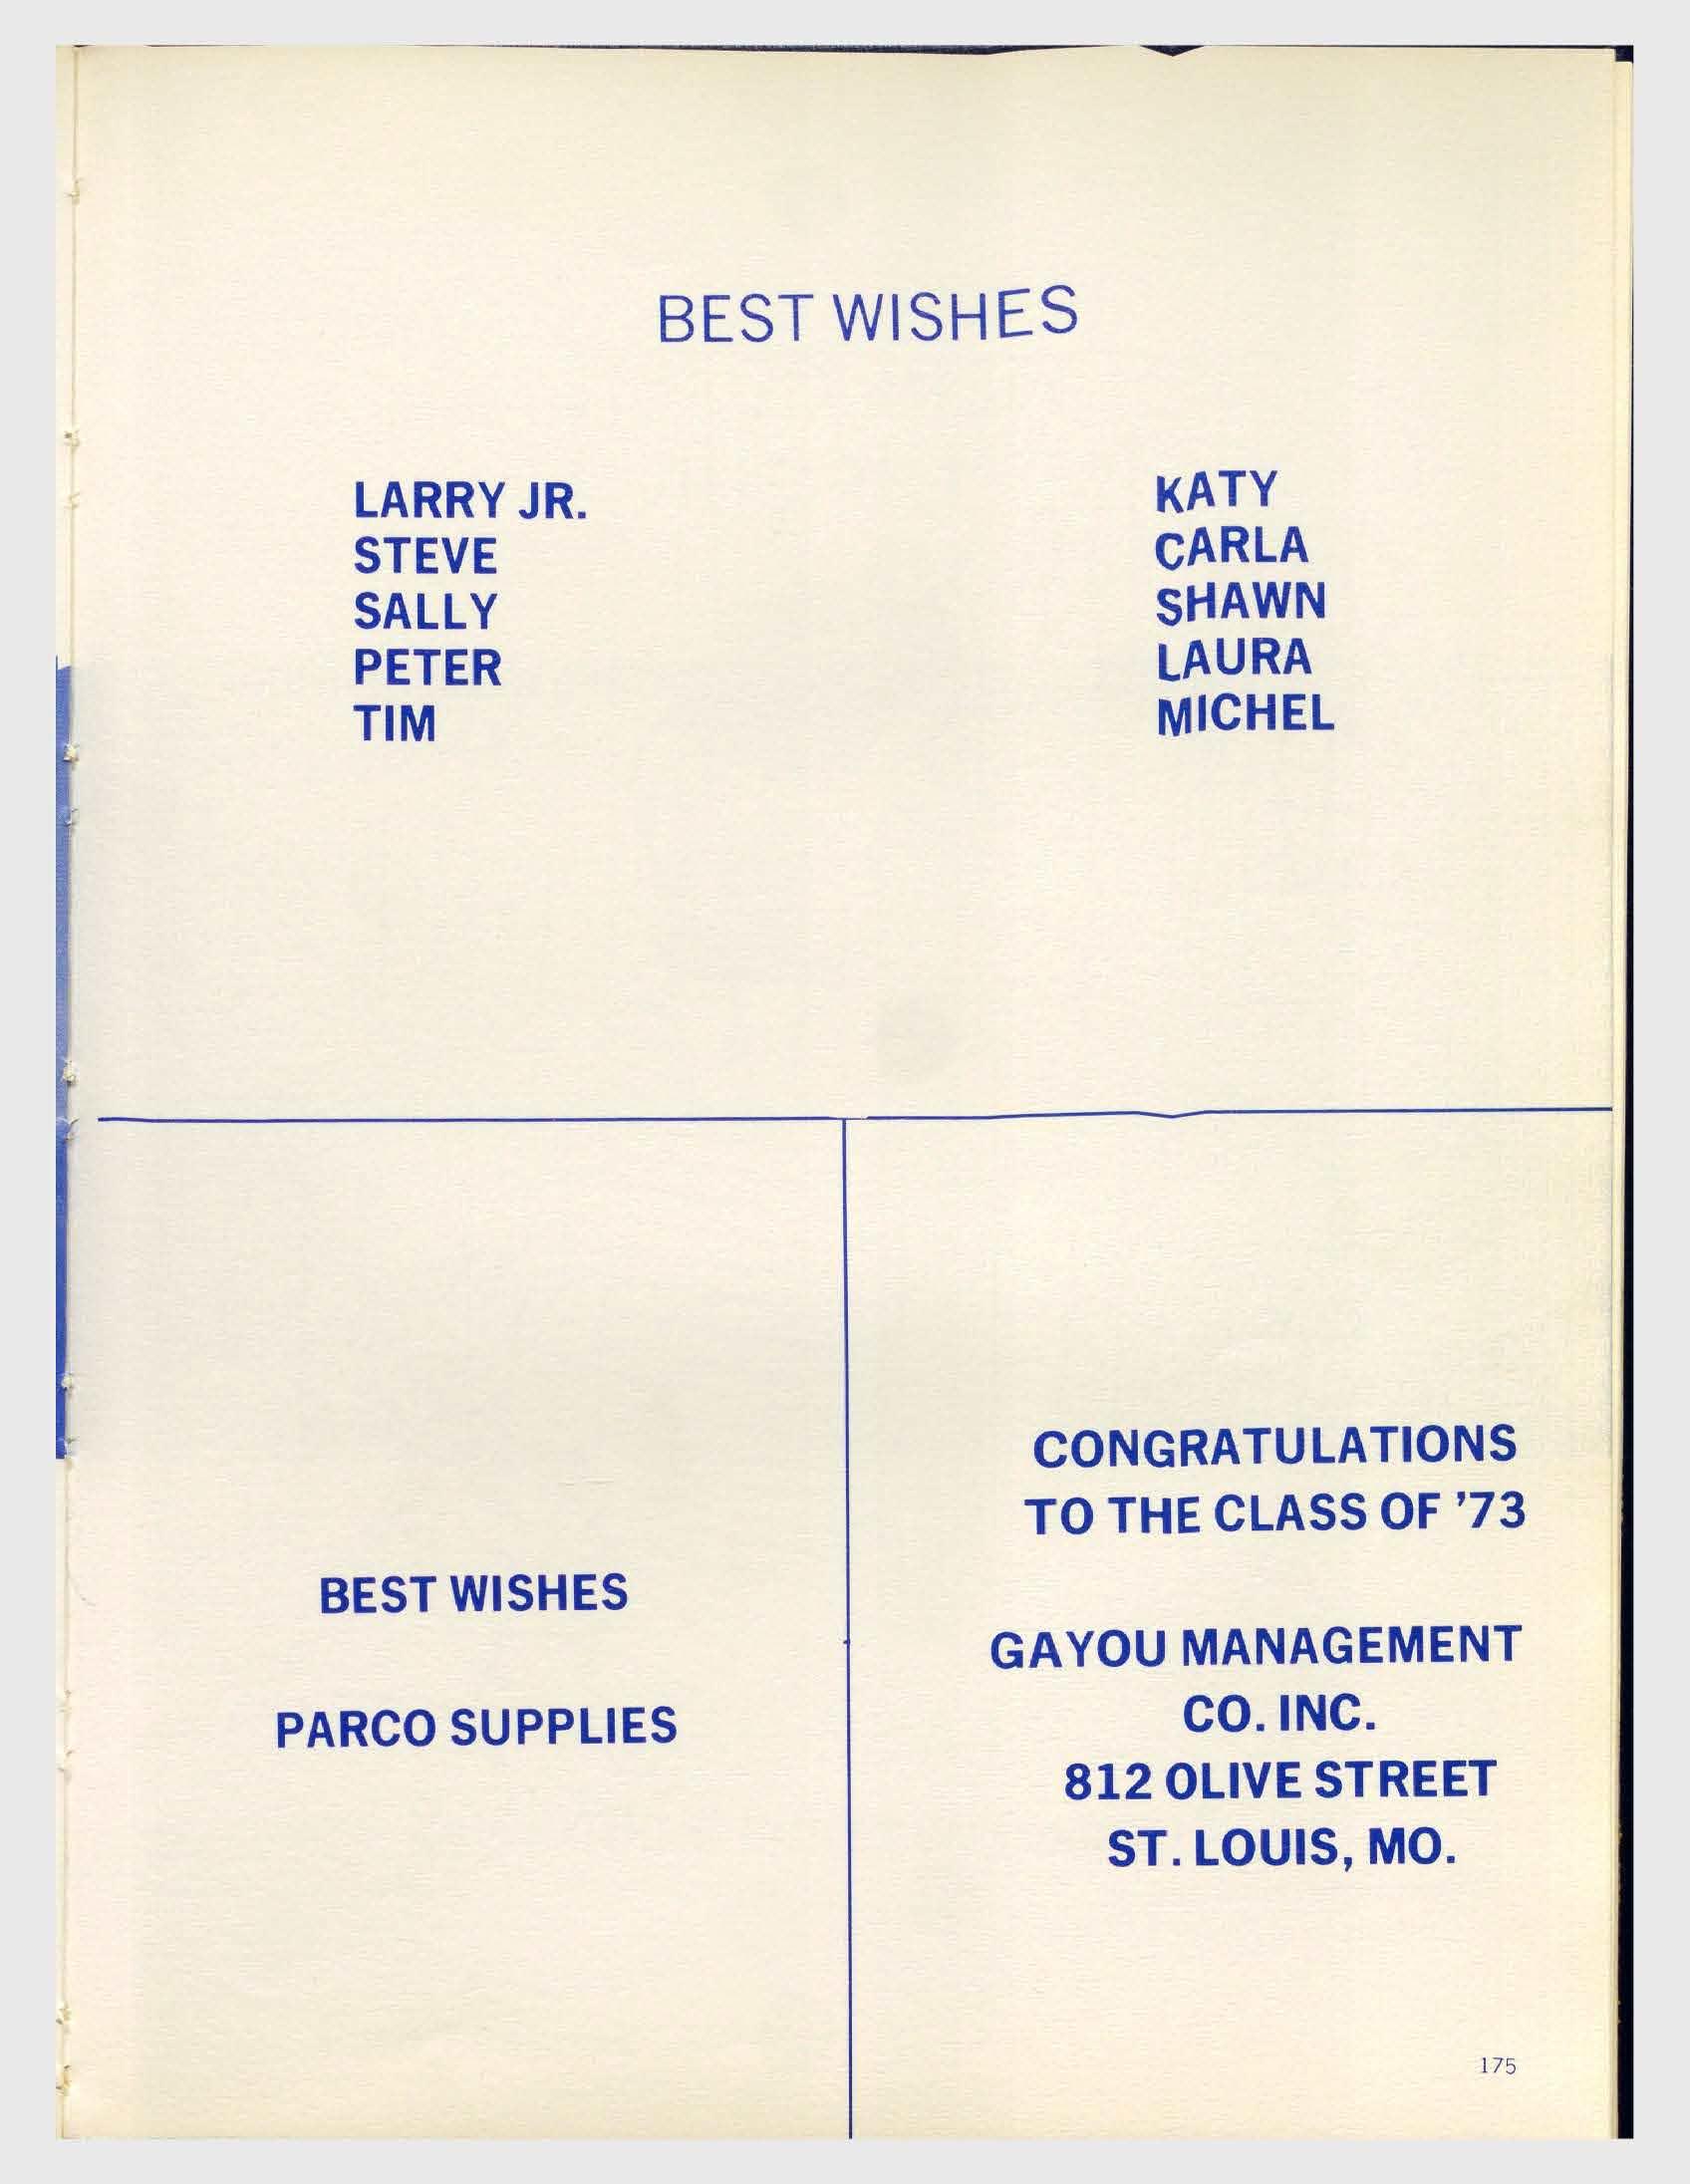 BEST WISHES
LARRY JR.
STEVE
SALLY
PETER
TIM
KATY
CARLA
SHAWN
LAURA
MICHEL
BEST WISHES
PARCO SUPPLIES
CONGRATULATIONS
TO THE CLASS OF '73
GAYOU MANAGEMENT
CO. INC.
812 OLIVE STREET
ST. LOUIS, MO.
175